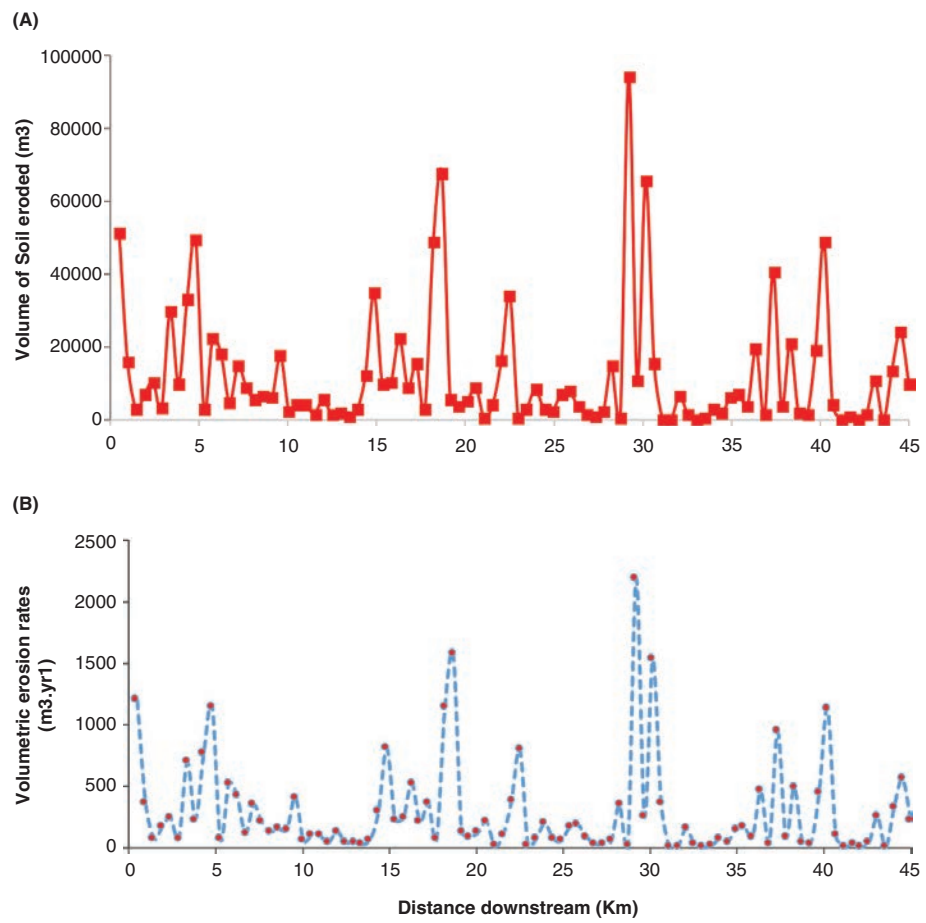 (A)
Volume of Soil eroded (m3)
100000
80000
60000
40000
20000
0
0 5 10 15 20 25 30 35 40 45
(B)
Volumetric erosion rates
(m3.yr1)
2500
2000
1500
1000
500
0
0 5 10 15 20 25 30 35 40 45
Distance downstream (Km)